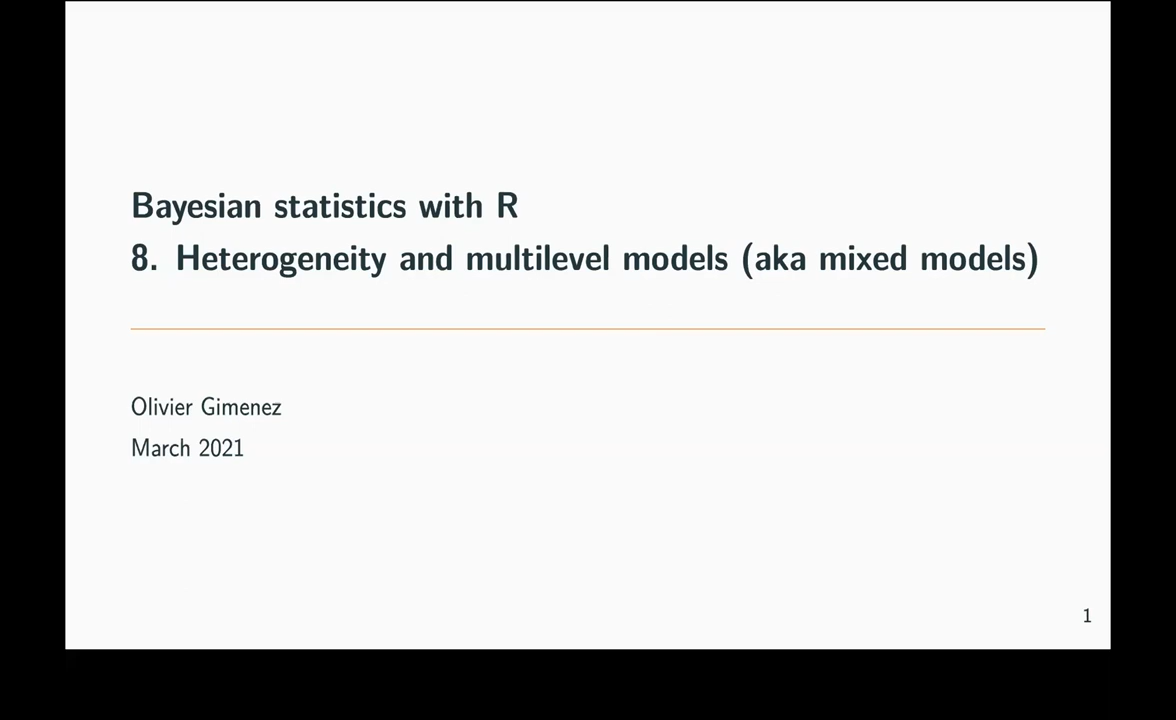 Bayesian statistics with R
8. Heterogeneity and multilevel models (aka mixed models)
Olivier Gimenez
March 2021
1